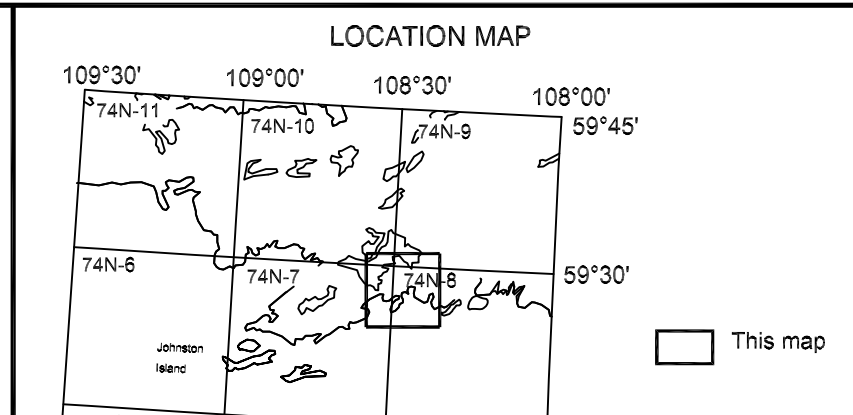 LOCATION MAP
109°30' 109°00' 108°30' 108°00'
74N-11 74N-10 74N-9 59°45'
74N-6 74N-7 74N-8 59°30'
This map
Johnston
Island